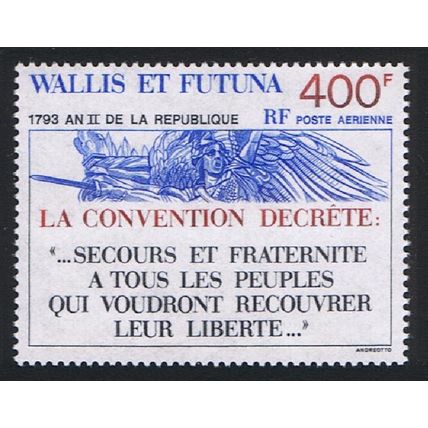 WALLIS ET FUTUNA 400F
1793 AN II DE LA REPUBLIQUE RF POSTE AERIENNE
LA CONVENTION DECRÊTE:
"...SECOURS ET FRATERNITE
A TOUS LES PEUPLES
QUI VOUDRONT RECOUVRER
LEUR LIBERTE..."
ANDREOTTO